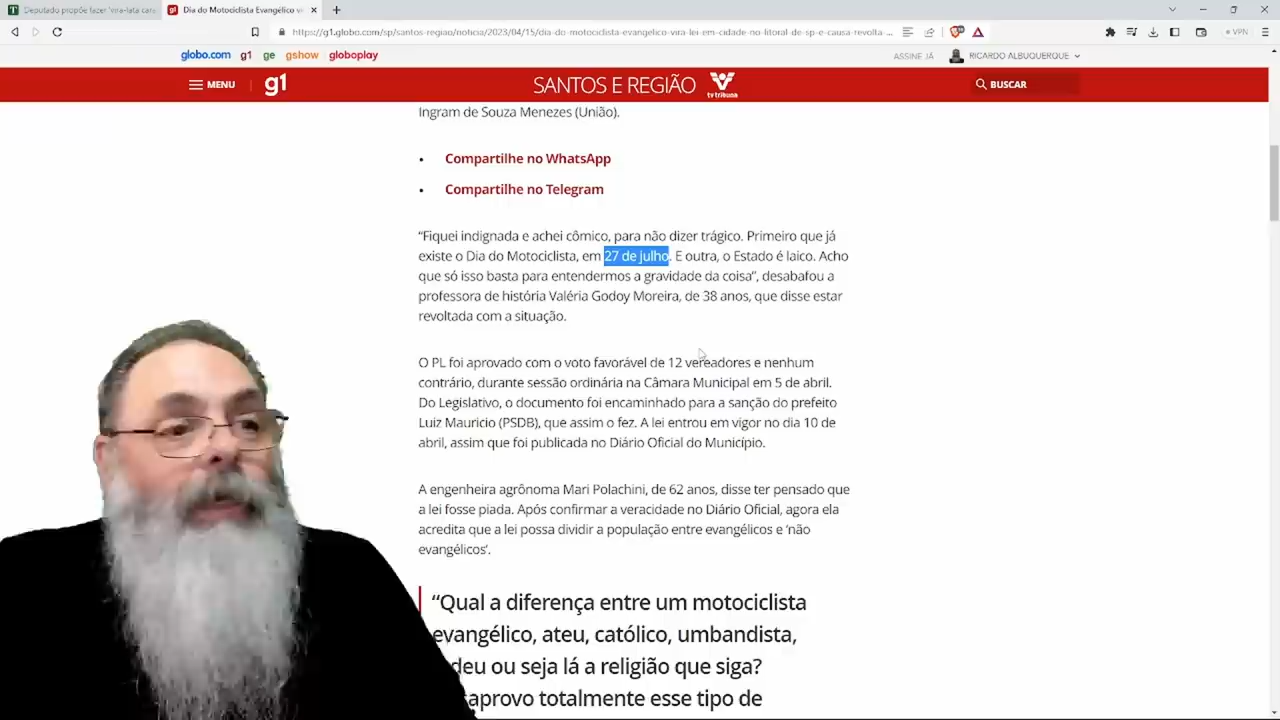 Deputado propõe fazer 'vira-lata cara
Dia do Motociclista Evangélico vi
https://g1.globo.com/sp/santos-regiao/noticia/2023/04/15/dia-do-motociclista-evangelico-vira-lei-em-cidade-no-litoral-de-sp-e-causa-revolta...
VPN
globo.com g1 ge gshow globoplay
ASSINE JÁ
RICARDO ALBUQUERQUE
MENU
g1
SANTOS E REGIÃO
tv tribuna
BUSCAR
Ingram de Souza Menezes (União).
• Compartilhe no WhatsApp
• Compartilhe no Telegram
“Fiquei indignada e achei cômico, para não dizer trágico. Primeiro que já
existe o Dia do Motociclista, em 27 de julho. E outra, o Estado é laico. Acho
que só isso basta para entendermos a gravidade da coisa”, desabafou a
professora de história Valéria Godoy Moreira, de 38 anos, que disse estar
revoltada com a situação.
O PL foi aprovado com o voto favorável de 12 vereadores e nenhum
contrário, durante sessão ordinária na Câmara Municipal em 5 de abril.
Do Legislativo, o documento foi encaminhado para a sanção do prefeito
Luiz Mauricio (PSDB), que assim o fez. A lei entrou em vigor no dia 10 de
abril, assim que foi publicada no Diário Oficial do Município.
A engenheira agrônoma Mari Polachini, de 62 anos, disse ter pensado que
a lei fosse piada. Após confirmar a veracidade no Diário Oficial, agora ela
acredita que a lei possa dividir a população entre evangélicos e ‘não
evangélicos’.
“Qual a diferença entre um motociclista
evangélico, ateu, católico, umbandista,
deu ou seja lá a religião que siga?
saprovo totalmente esse tipo de